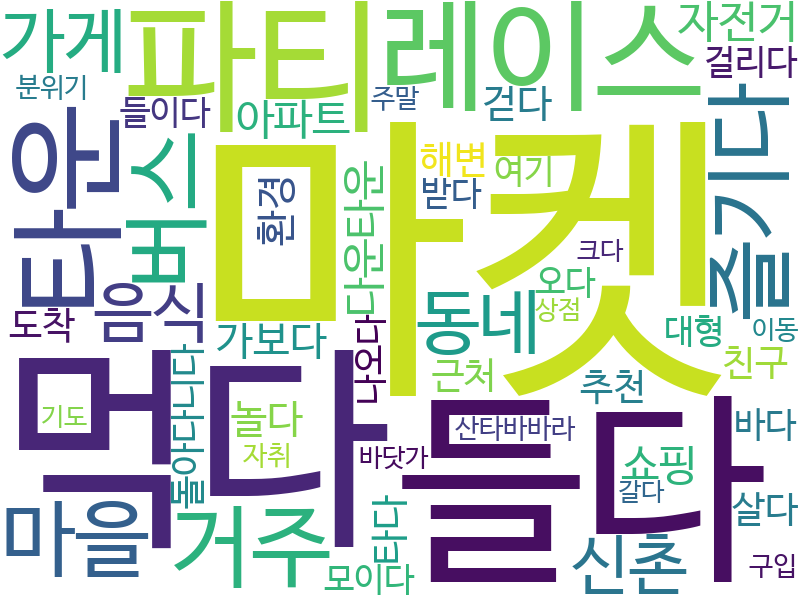 가게
파티
레이스
자전거
분위기
들이다
아파트
주말
걷다
걸리다
타운
버스
마켓
해변
여기
받다
즐기다
환경
다운타운
크다
오다
상점
도착
음식
가보다
나오다
동네
대형
이동
근처
친구
추천
먹다
돌아다니다
기도
놀다
자취
바닷가
산타바바라
들다
쇼핑
갈다
바다
살다
마을
거주
타다
모이다
신촌
구입